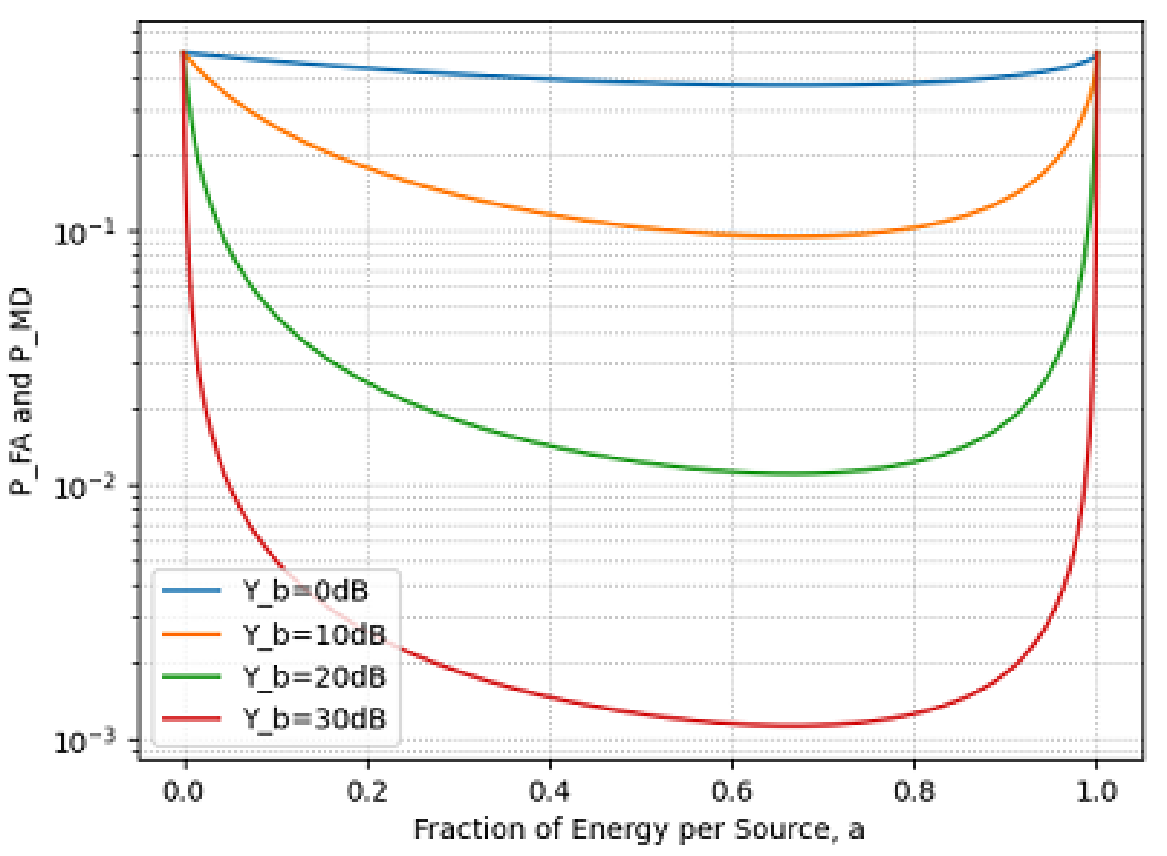 P_FA and P_MD
10⁻¹
10⁻²
10⁻³
Y_b=0dB
Y_b=10dB
Y_b=20dB
Y_b=30dB
0.0 0.2 0.4 0.6 0.8 1.0
Fraction of Energy per Source, a